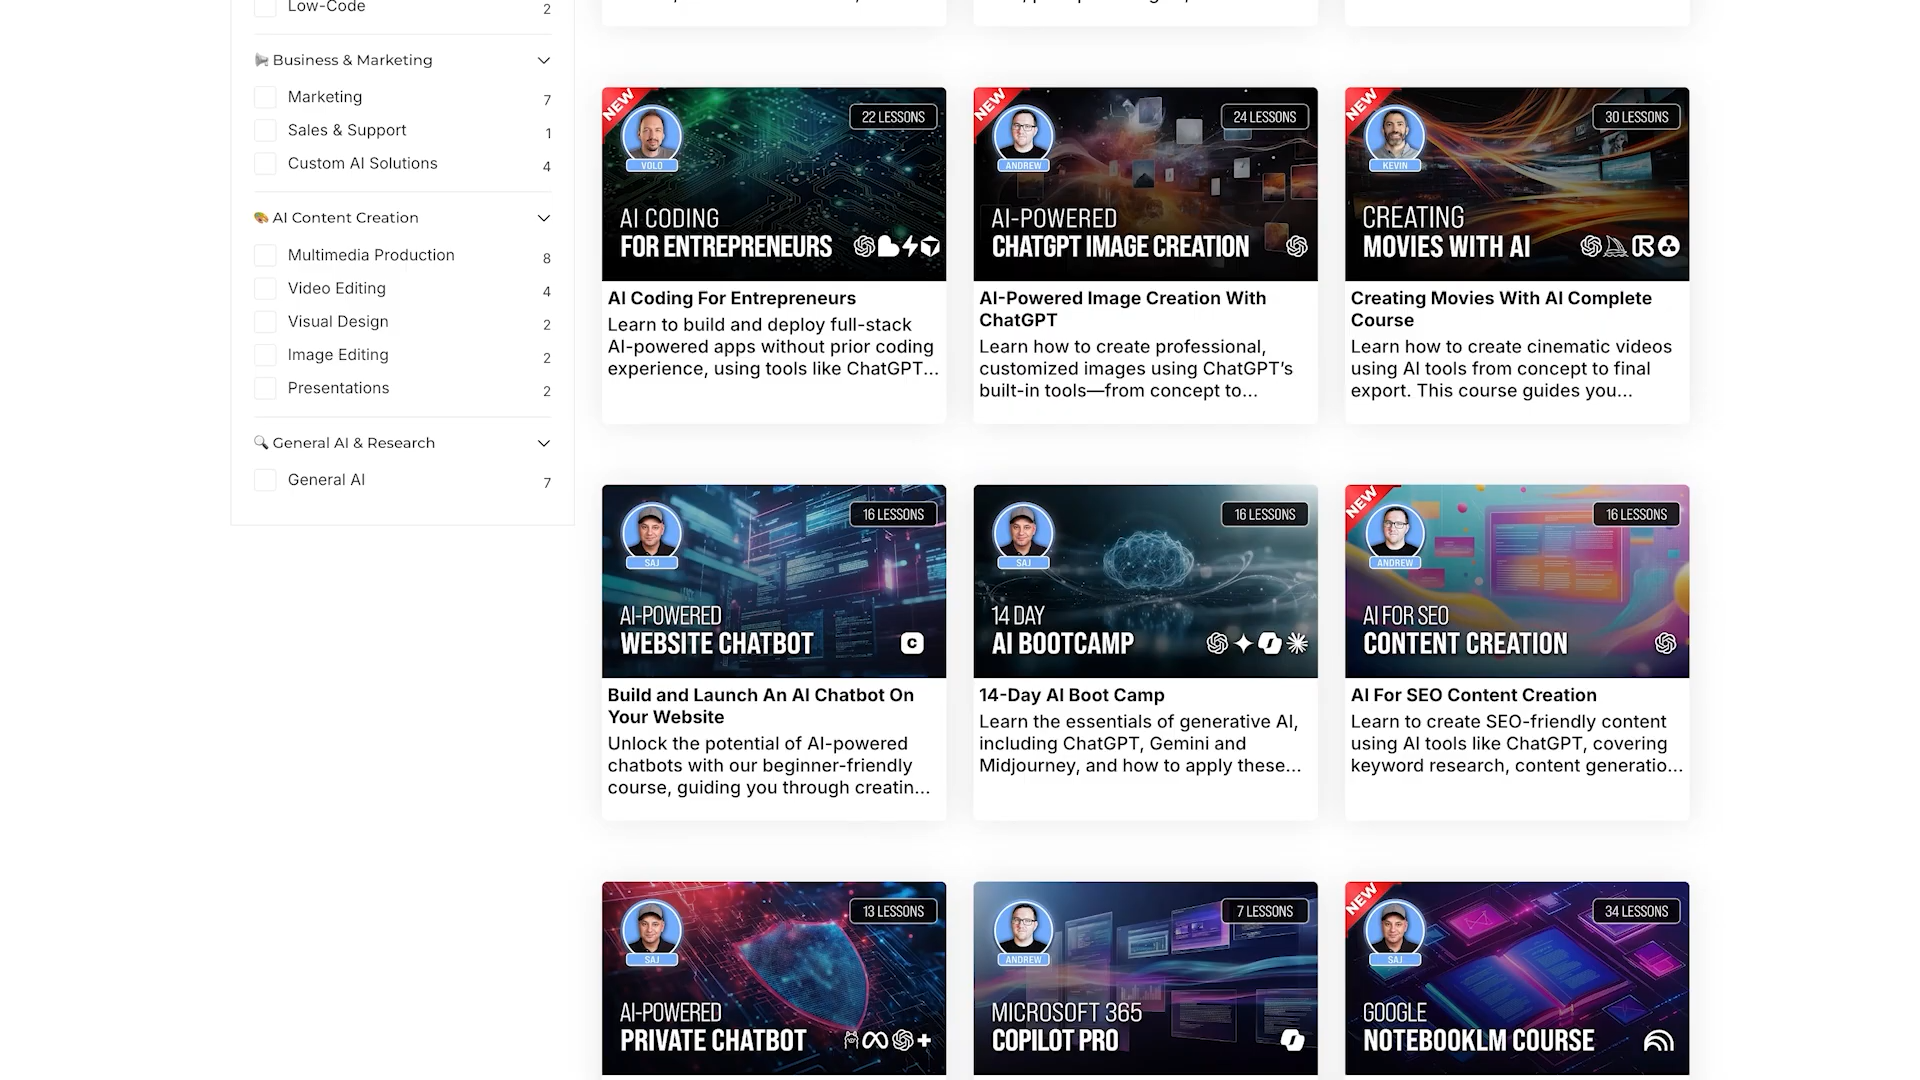 Low-Code 2
Business & Marketing
Marketing 7
Sales & Support 1
Custom AI Solutions 4
AI Content Creation
Multimedia Production 8
Video Editing 4
Visual Design 2
Image Editing 2
Presentations 2
General AI & Research
General AI 7
NEW
VOLO
22 LESSONS
AI CODING
FOR ENTREPRENEURS
AI Coding For Entrepreneurs
Learn to build and deploy full-stack
AI-powered apps without prior coding
experience, using tools like ChatGPT...
NEW
ANDREW
24 LESSONS
AI-POWERED
CHATGPT IMAGE CREATION
AI-Powered Image Creation With
ChatGPT
Learn how to create professional,
customized images using ChatGPT’s
built-in tools—from concept to...
NEW
KEVIN
30 LESSONS
CREATING
MOVIES WITH AI
Creating Movies With AI Complete
Course
Learn how to create cinematic videos
using AI tools from concept to final
export. This course guides you...
SAJ
16 LESSONS
AI-POWERED
WEBSITE CHATBOT
Build and Launch An AI Chatbot On
Your Website
Unlock the potential of AI-powered
chatbots with our beginner-friendly
course, guiding you through creatin...
SAJ
16 LESSONS
14 DAY
AI BOOTCAMP
14-Day AI Boot Camp
Learn the essentials of generative AI,
including ChatGPT, Gemini and
Midjourney, and how to apply these...
NEW
ANDREW
16 LESSONS
AI FOR SEO
CONTENT CREATION
AI For SEO Content Creation
Learn to create SEO-friendly content
using AI tools like ChatGPT, covering
keyword research, content generatio...
SAJ
13 LESSONS
AI-POWERED
PRIVATE CHATBOT
ANDREW
7 LESSONS
MICROSOFT 365
COPILOT PRO
NEW
SAJ
34 LESSONS
GOOGLE
NOTEBOOKLM COURSE